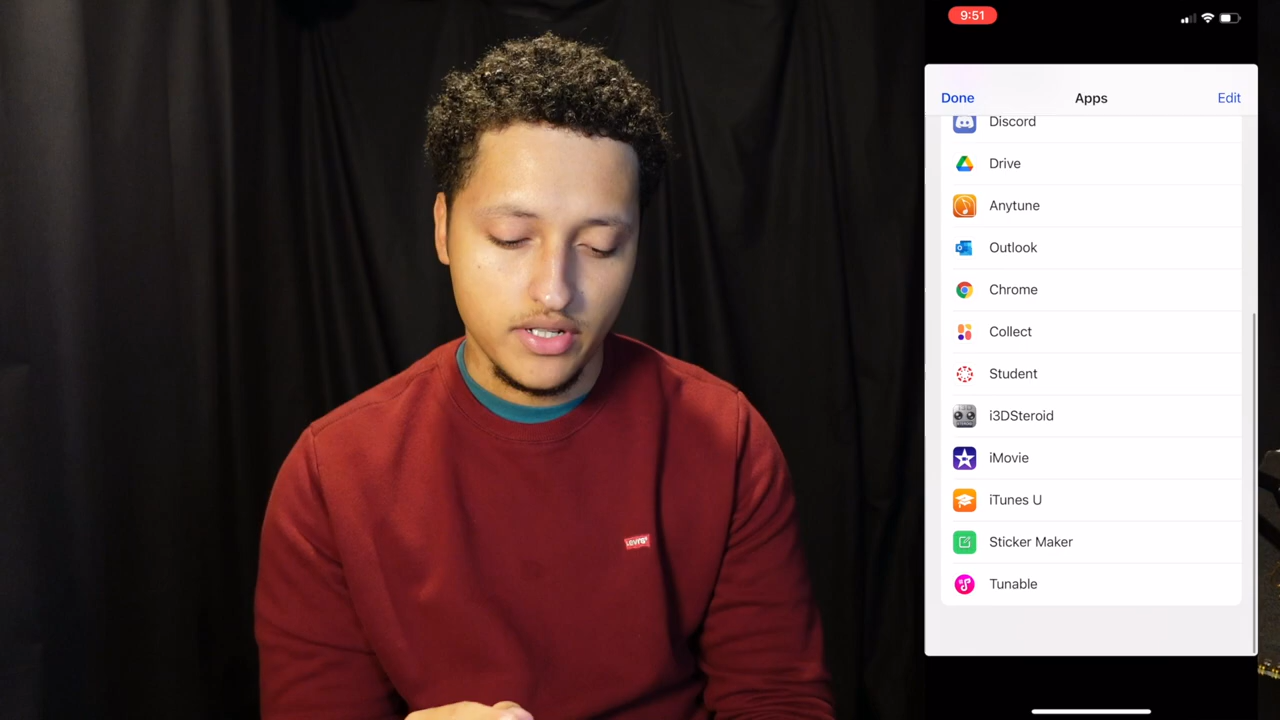 9:51
Done Apps Edit
Discord
Drive
Anytune
Outlook
Chrome
Collect
Student
i3DSteroid
iMovie
iTunes U
Sticker Maker
Tunable
Levi's